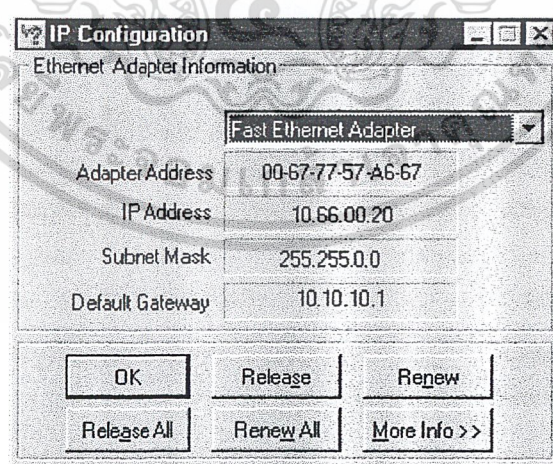 IP Configuration
Ethernet Adapter Information
Fast Ethernet Adapter
Adapter Address 00-67-77-57-A6-67
IP Address 10.66.00.20
Subnet Mask 255.255.0.0
Default Gateway 10.10.10.1
OK Release Renew
Release All Renew All More Info >>